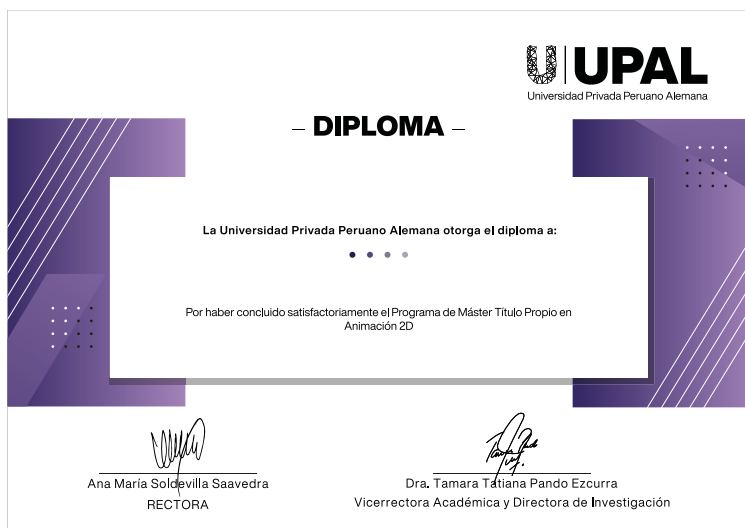 UPAL
Universidad Privada Peruano Alemana
– DIPLOMA –
La Universidad Privada Peruano Alemana otorga el diploma a:
Por haber concluido satisfactoriamente el Programa de Máster Título Propio en
Animación 2D
Ana María Soldevilla Saavedra
RECTORA
Dra. Tamara Tatiana Pando Ezcurra
Vicerrectora Académica y Directora de Investigación